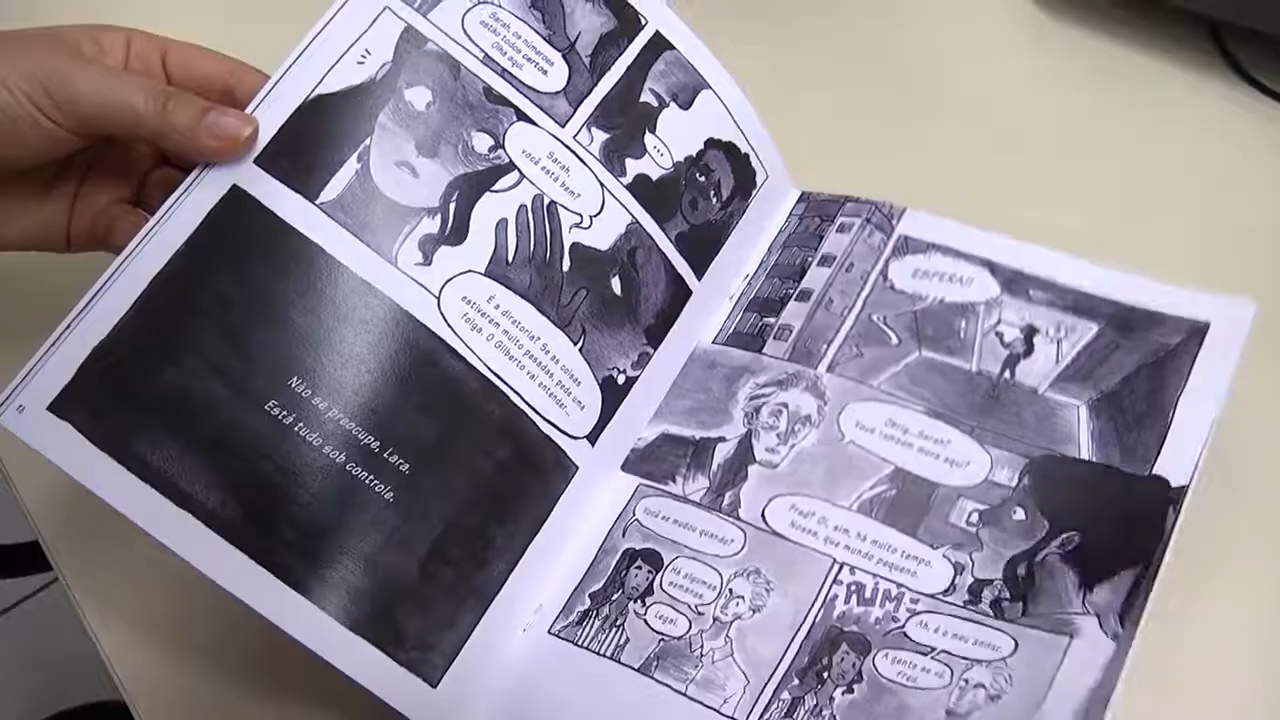 Sarah, os números
estão todos certos.
Olha aqui.
...
Sarah,
você está bem?
É a diretoria? Se as coisas
estiverem muito pesadas, pede uma
folga. O Gilberto vai entender...
Não se preocupe, Lara.
Está tudo sob controle.
ESPERA!!
Obrig...Sarah?
Você também mora aqui?
Fred? Oi, sim, há muito tempo.
Nossa, que mundo pequeno.
Você se mudou quando?
Há algumas
semanas.
Legal.
PLIM
Ah, é o meu andar.
A gente se vê,
Fred.